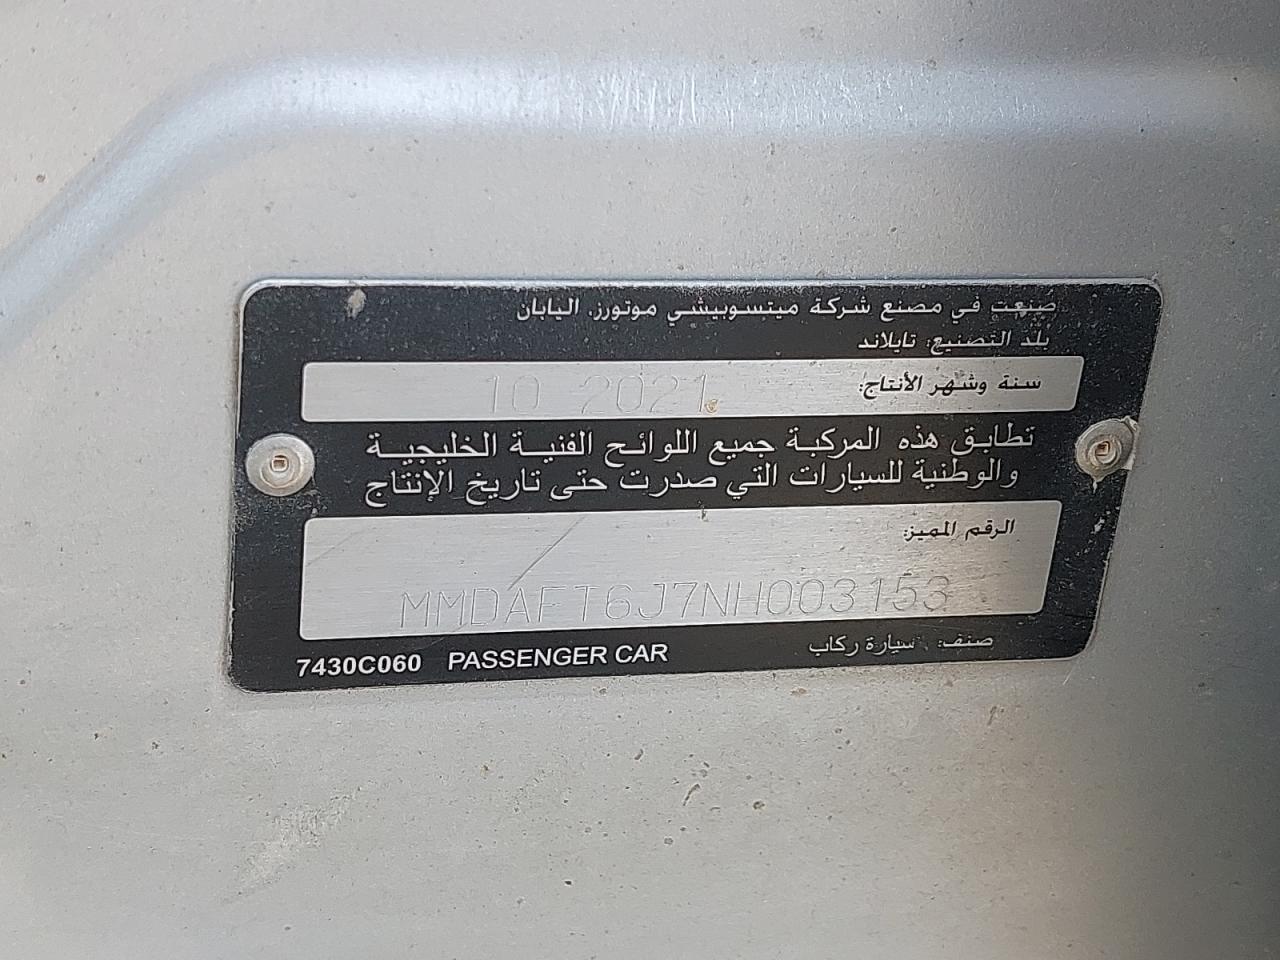 صنعت في مصنع شركة ميتسوبيشي موتورز. اليابان
بلد التصنيع: تايلاند
سنة وشهر الأنتاج: 10 2021
تطابق هذه المركبة جميع اللوائح الفنية الخليجية
والوطنية للسيارات التي صدرت حتى تاريخ الإنتاج
الرقم المميز:
MMDAFT6J7NH003153
صنف: سيارة ركاب
7430C060 PASSENGER CAR